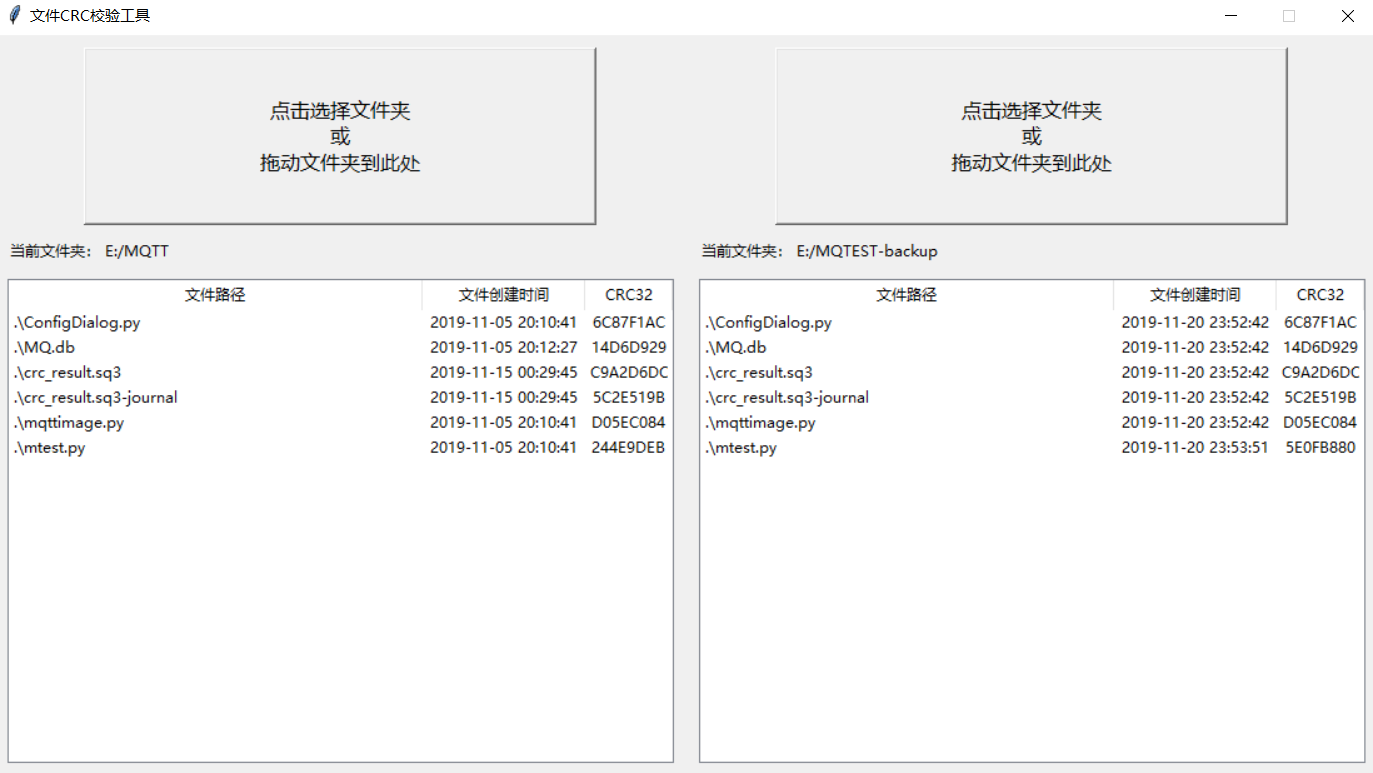 文件CRC校验工具
点击选择文件夹
或
拖动文件夹到此处
点击选择文件夹
或
拖动文件夹到此处
当前文件夹： E:/MQTT
当前文件夹： E:/MQTEST-backup
文件路径 文件创建时间 CRC32
.\ConfigDialog.py 2019-11-05 20:10:41 6C87F1AC
.\MQ.db 2019-11-05 20:12:27 14D6D929
.\crc_result.sq3 2019-11-15 00:29:45 C9A2D6DC
.\crc_result.sq3-journal 2019-11-15 00:29:45 5C2E519B
.\mqttimage.py 2019-11-05 20:10:41 D05EC084
.\mtest.py 2019-11-05 20:10:41 244E9DEB
文件路径 文件创建时间 CRC32
.\ConfigDialog.py 2019-11-20 23:52:42 6C87F1AC
.\MQ.db 2019-11-20 23:52:42 14D6D929
.\crc_result.sq3 2019-11-20 23:52:42 C9A2D6DC
.\crc_result.sq3-journal 2019-11-20 23:52:42 5C2E519B
.\mqttimage.py 2019-11-20 23:52:42 D05EC084
.\mtest.py 2019-11-20 23:53:51 5E0FB880